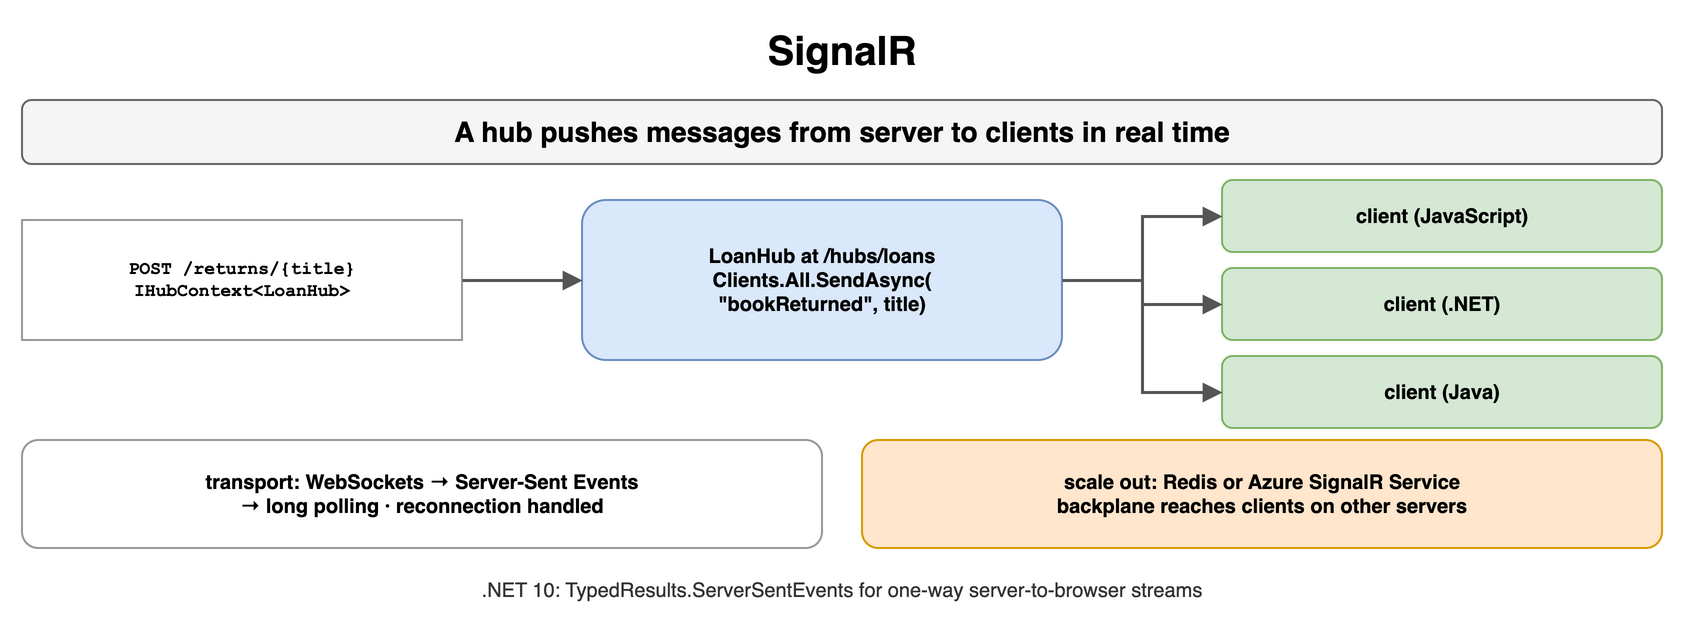 SignalR
A hub pushes messages from server to clients in real time
POST /returns/{title}
IHubContext<LoanHub>
LoanHub at /hubs/loans
Clients.All.SendAsync(
"bookReturned", title)
client (JavaScript)
client (.NET)
client (Java)
transport: WebSockets → Server-Sent Events
→ long polling · reconnection handled
scale out: Redis or Azure SignalR Service
backplane reaches clients on other servers
.NET 10: TypedResults.ServerSentEvents for one-way server-to-browser streams